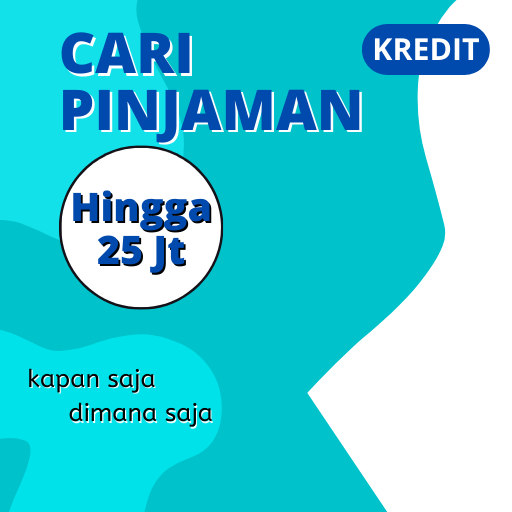 CARI
PINJAMAN
KREDIT
Hingga
25 Jt
kapan saja
dimana saja